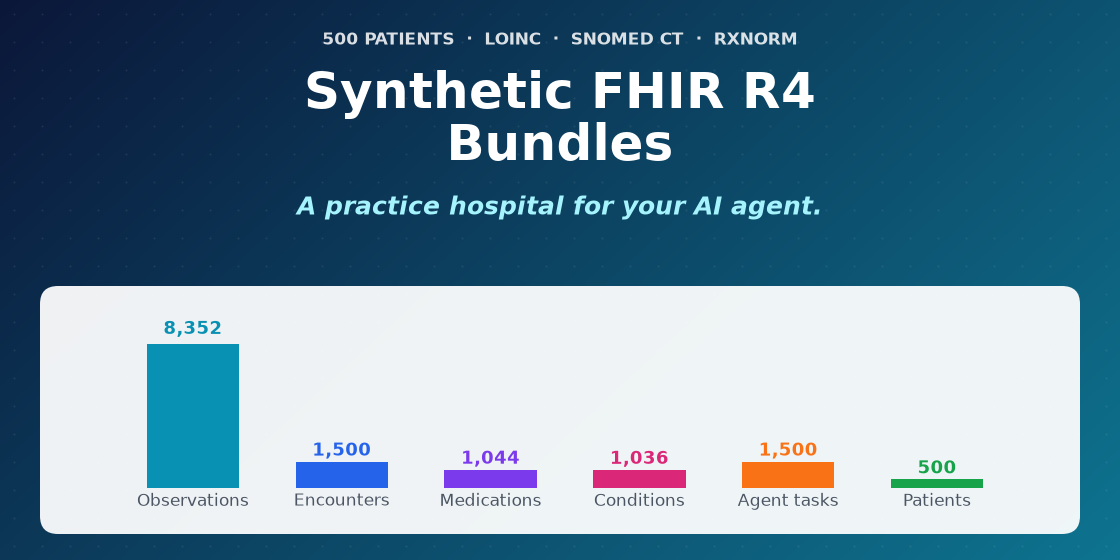 500 PATIENTS · LOINC · SNOMED CT · RXNORM
Synthetic FHIR R4
Bundles
A practice hospital for your AI agent.
8,352
1,500
1,044
1,036
1,500
500
Observations
Encounters
Medications
Conditions
Agent tasks
Patients